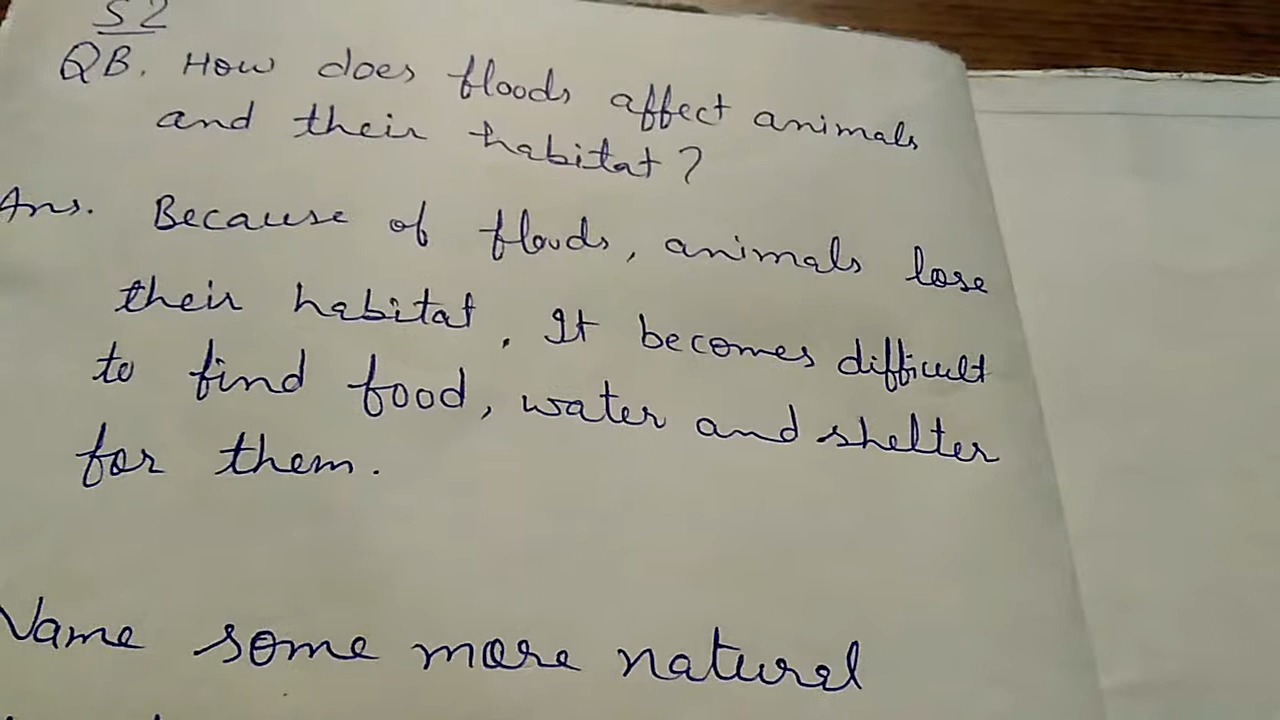 S2
QB. How does floods affect animals
and their habitat?
Ans. Because of floods, animals lose
their habitat. It becomes difficult
to find food, water and shelter
for them.
Name some more natural